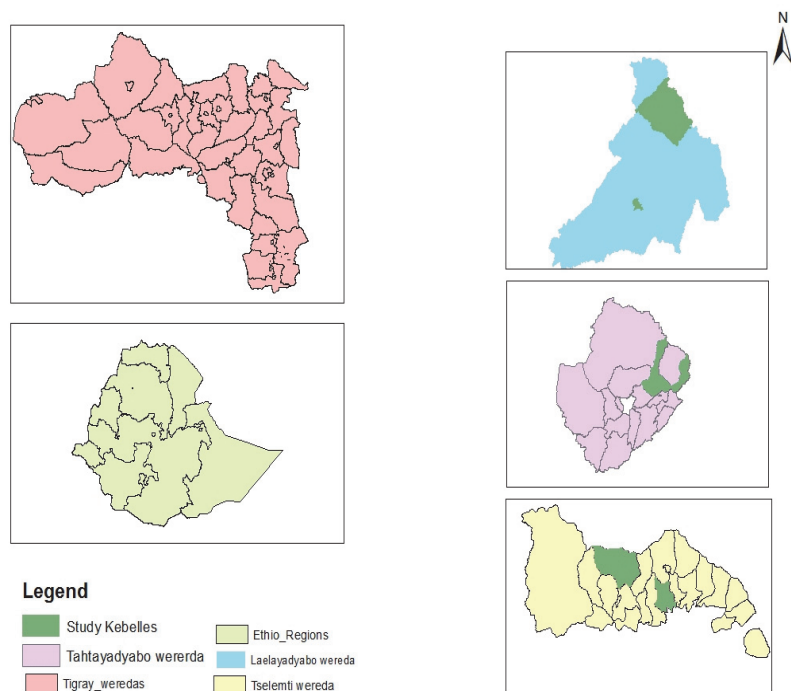 N
Legend
Study Kebelles
Tahtayadyabo wererda
Tigray_weredas
Ethio_Regions
Laelayadyabo wereda
Tselemti wereda